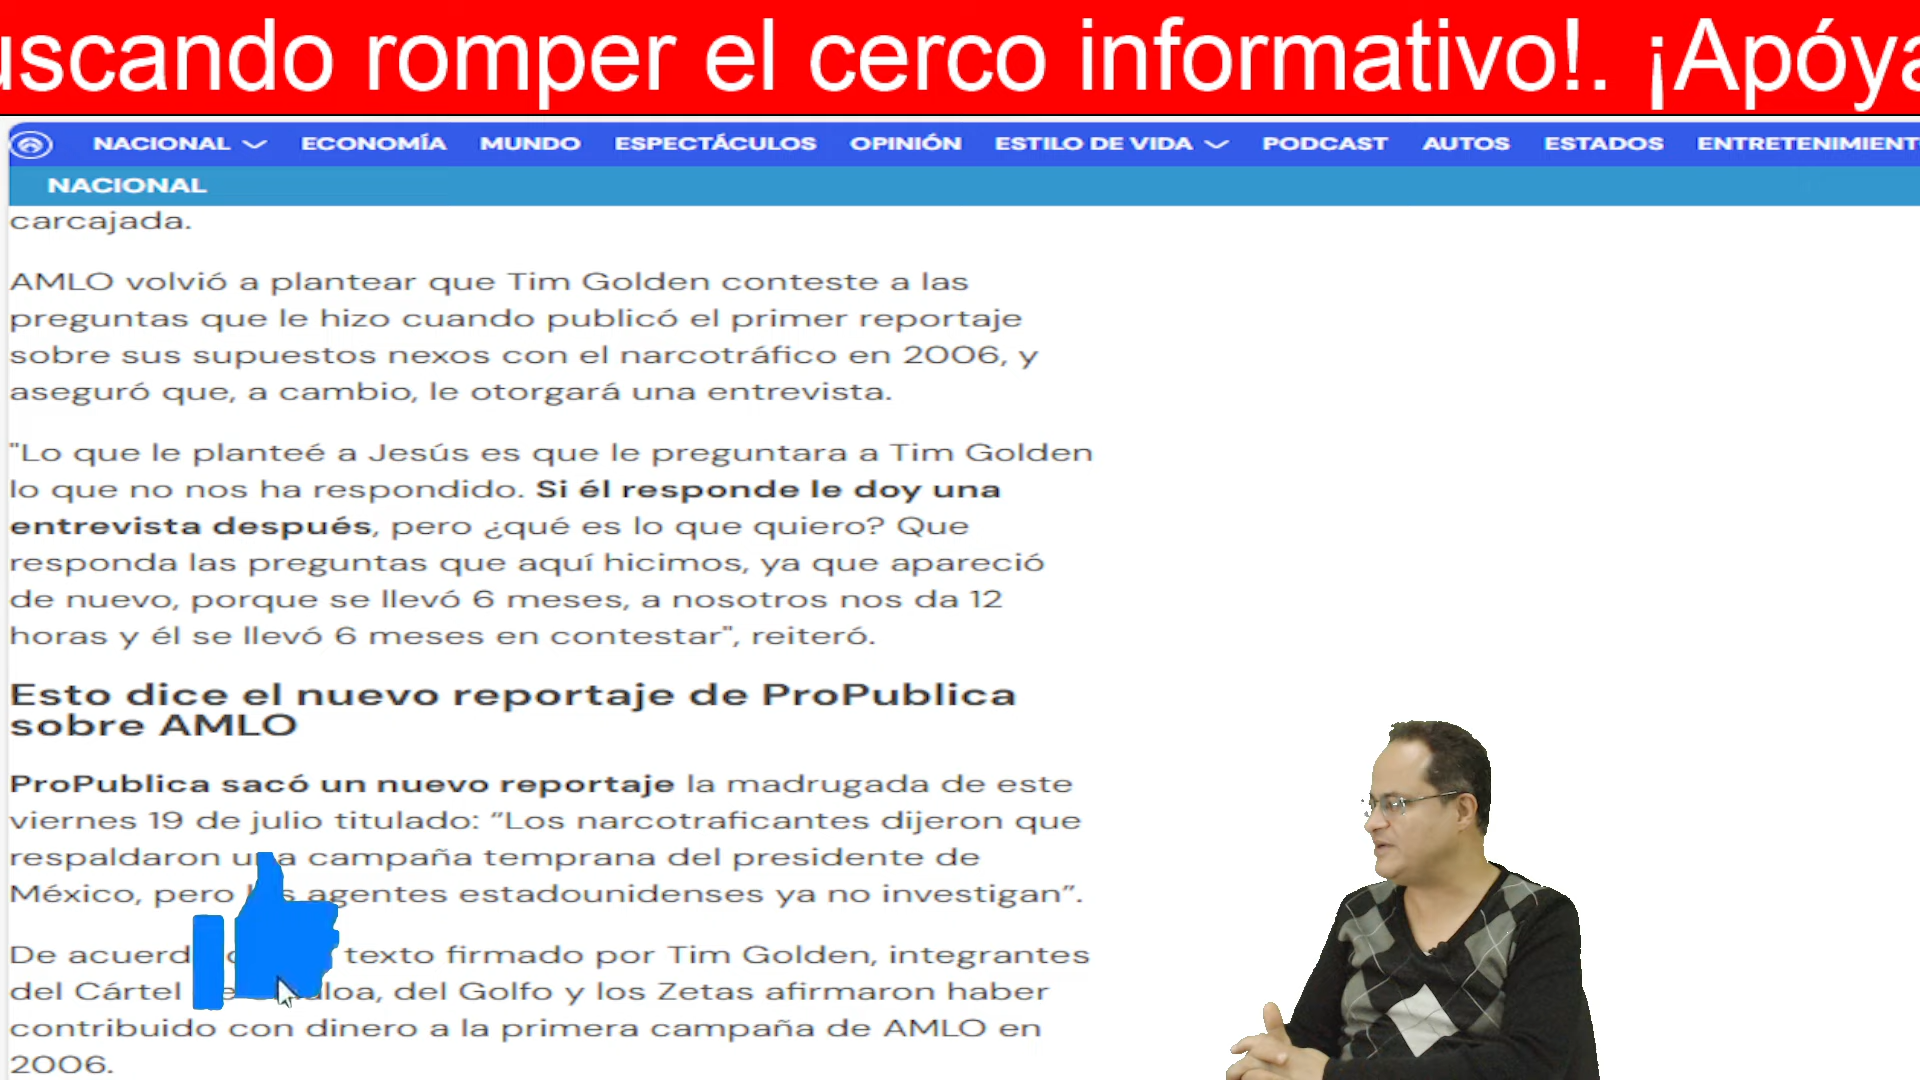 uscando romper el cerco informativo!. ¡Apóya
NACIONAL ECONOMÍA MUNDO ESPECTÁCULOS OPINIÓN ESTILO DE VIDA PODCAST AUTOS ESTADOS ENTRETENIMIENT
NACIONAL
carcajada.
AMLO volvió a plantear que Tim Golden conteste a las
preguntas que le hizo cuando publicó el primer reportaje
sobre sus supuestos nexos con el narcotráfico en 2006, y
aseguró que, a cambio, le otorgará una entrevista.
"Lo que le planteé a Jesús es que le preguntara a Tim Golden
lo que no nos ha respondido. Si él responde le doy una
entrevista después, pero ¿qué es lo que quiero? Que
responda las preguntas que aquí hicimos, ya que apareció
de nuevo, porque se llevó 6 meses, a nosotros nos da 12
horas y él se llevó 6 meses en contestar", reiteró.
Esto dice el nuevo reportaje de ProPublica
sobre AMLO
ProPublica sacó un nuevo reportaje la madrugada de este
viernes 19 de julio titulado: “Los narcotraficantes dijeron que
respaldaron una campaña temprana del presidente de
México, pero agentes estadounidenses ya no investigan”.
De acuerd texto firmado por Tim Golden, integrantes
del Cártel loa, del Golfo y los Zetas afirmaron haber
contribuido con dinero a la primera campaña de AMLO en
2006.